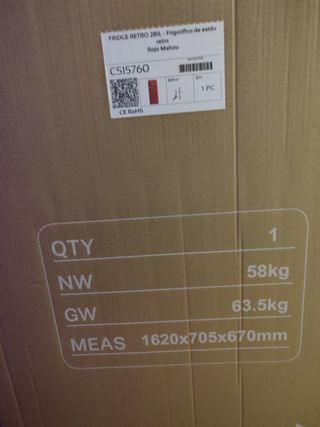 FRIDGE RETRO 281L - Frigorífico de estilo
retro
Rojo Mahou
C515760
QTY
1 PC
CE RoHS
QTY 1
NW 58kg
GW 63.5kg
MEAS 1620x705x670mm